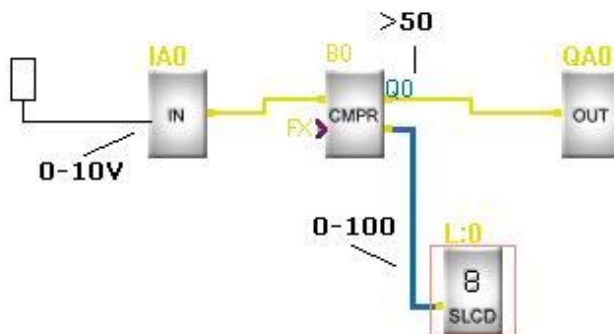 >50
IA0
B0
QA0
Q0
IN
CMPR
OUT
FX
0-10V
0-100
L:0
8
SLCD